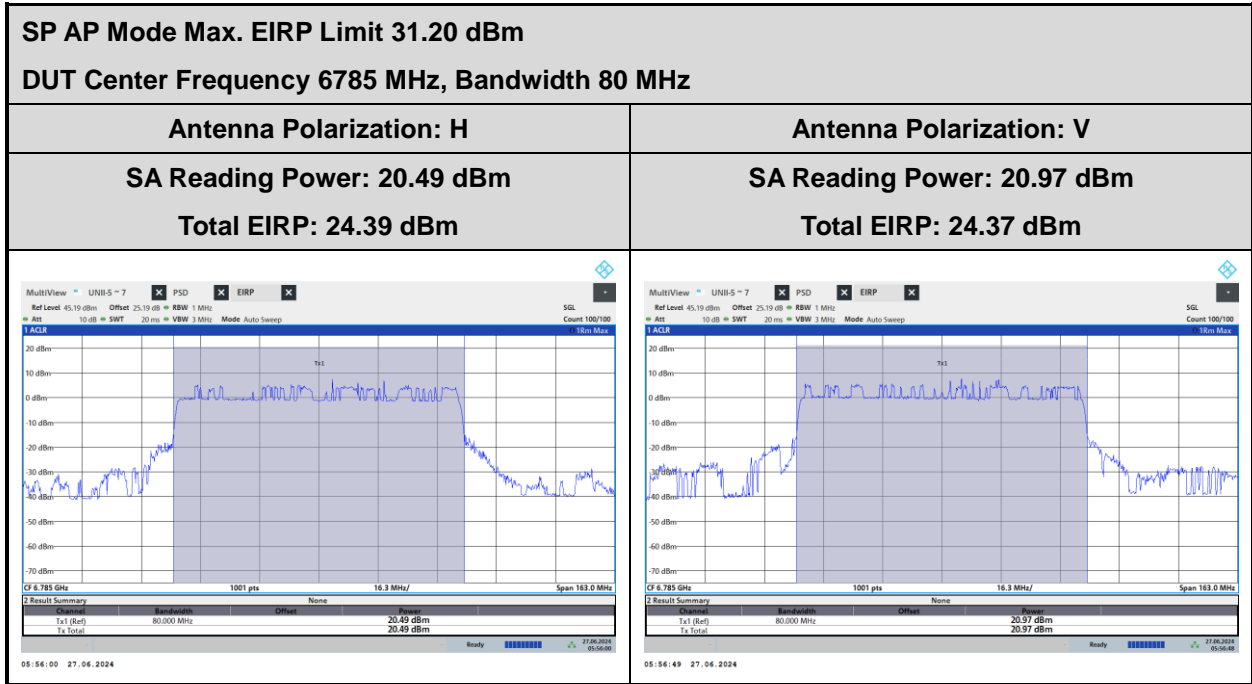 SP AP Mode Max. EIRP Limit 31.20 dBm
DUT Center Frequency 6785 MHz, Bandwidth 80 MHz
Antenna Polarization: H
Antenna Polarization: V
SA Reading Power: 20.49 dBm
Total EIRP: 24.39 dBm
SA Reading Power: 20.97 dBm
Total EIRP: 24.37 dBm
MultiView UNII-5 ~ 7 X PSD X EIRP X
Ref Level 45.19 dBm Offset 25.19 dB RBW 1 MHz SGL
Att 10 dB SWT 20 ms VBW 3 MHz Mode Auto Sweep Count 100/100
1 ACLR 1Rm Max
20 dBm
Tx1
10 dBm
0 dBm
-10 dBm
-20 dBm
-30 dBm
-40 dBm
-50 dBm
-60 dBm
-70 dBm
CF 6.785 GHz 1001 pts 16.3 MHz/ Span 163.0 MHz
2 Result Summary None
Channel Bandwidth Offset Power
Tx1 (Ref) 80.000 MHz 20.49 dBm
Tx Total 20.49 dBm
Ready 27.06.2024
05:56:00
05:56:00 27.06.2024
MultiView UNII-5 ~ 7 X PSD X EIRP X
Ref Level 45.19 dBm Offset 25.19 dB RBW 1 MHz SGL
Att 10 dB SWT 20 ms VBW 3 MHz Mode Auto Sweep Count 100/100
1 ACLR 1Rm Max
20 dBm
Tx1
10 dBm
0 dBm
-10 dBm
-20 dBm
-30 dBm
-40 dBm
-50 dBm
-60 dBm
-70 dBm
CF 6.785 GHz 1001 pts 16.3 MHz/ Span 163.0 MHz
2 Result Summary None
Channel Bandwidth Offset Power
Tx1 (Ref) 80.000 MHz 20.97 dBm
Tx Total 20.97 dBm
Ready 27.06.2024
05:56:48
05:56:49 27.06.2024